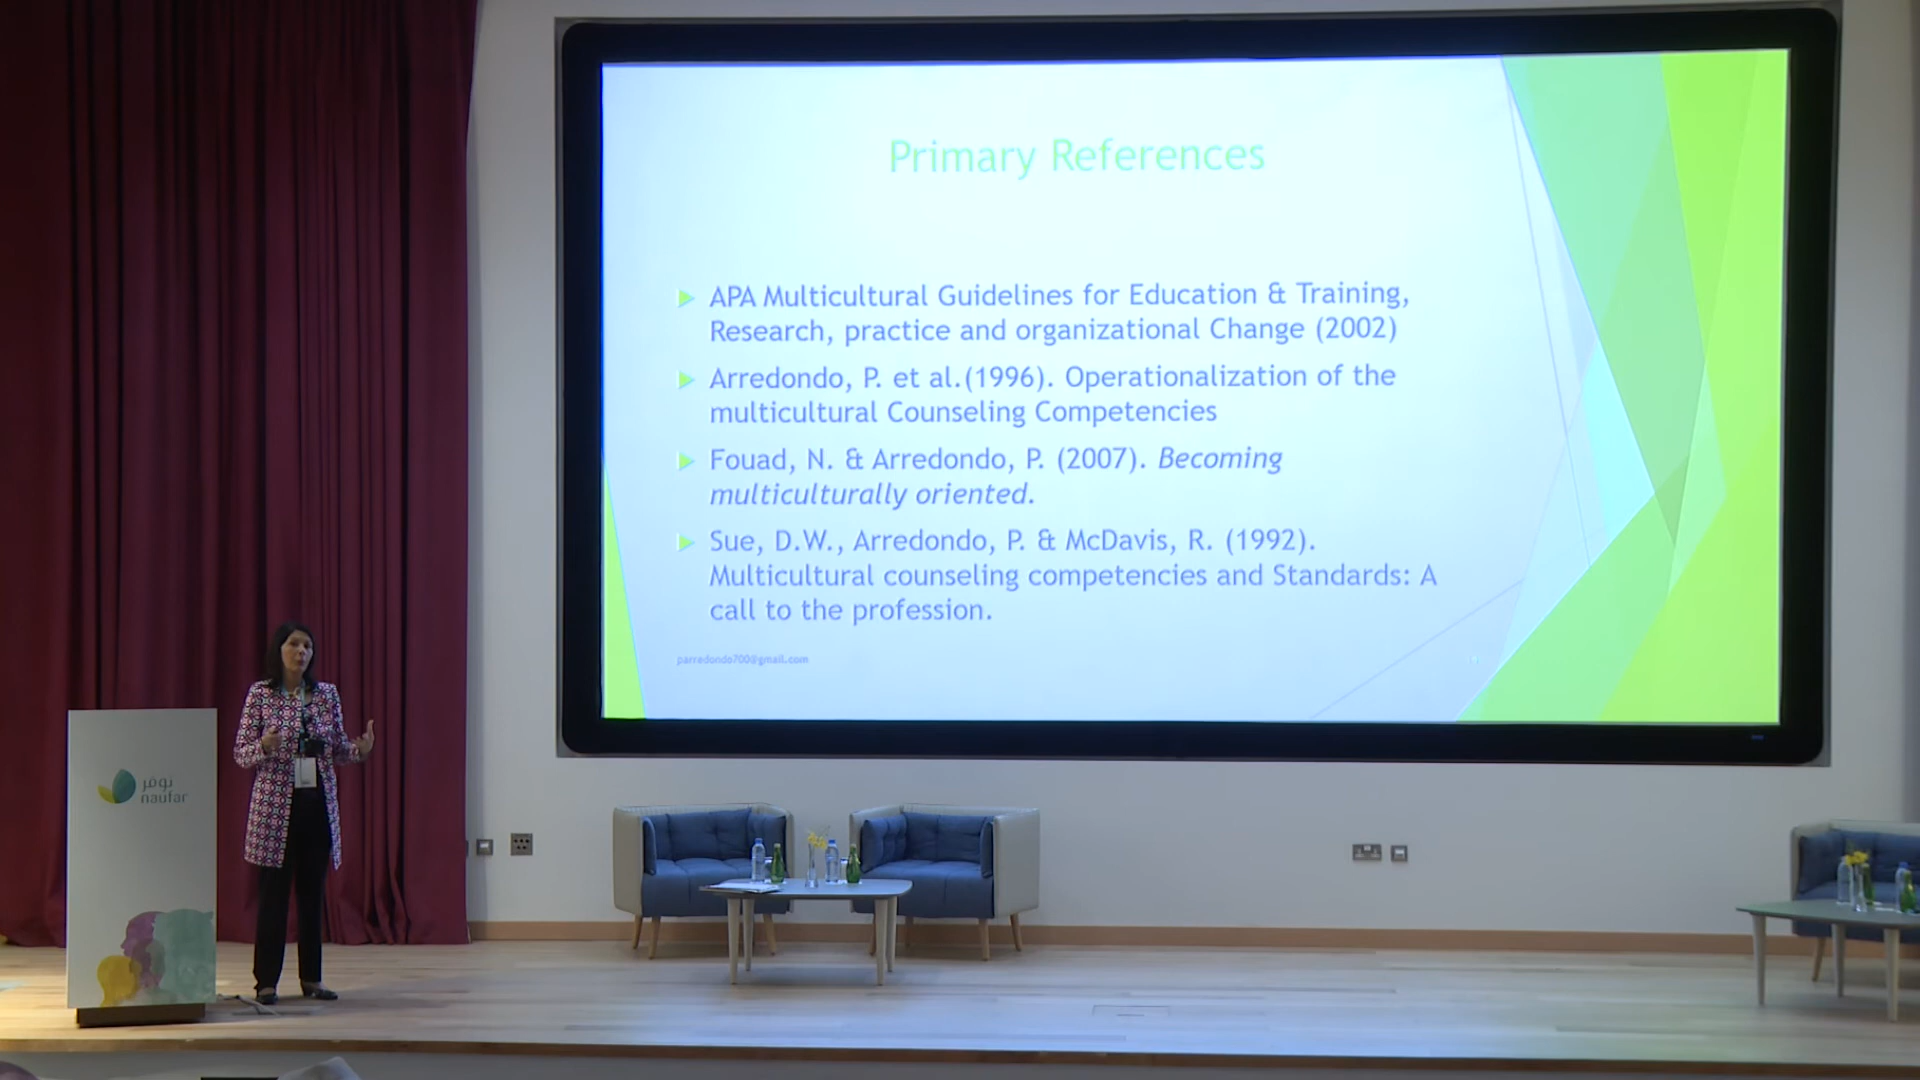 Primary References
APA Multicultural Guidelines for Education & Training,
Research, practice and organizational Change (2002)
Arredondo, P. et al.(1996). Operationalization of the
multicultural Counseling Competencies
Fouad, N. & Arredondo, P. (2007). Becoming
multiculturally oriented.
Sue, D.W., Arredondo, P. & McDavis, R. (1992).
Multicultural counseling competencies and Standards: A
call to the profession.
parredondo700@gmail.com
نوفر
naufar